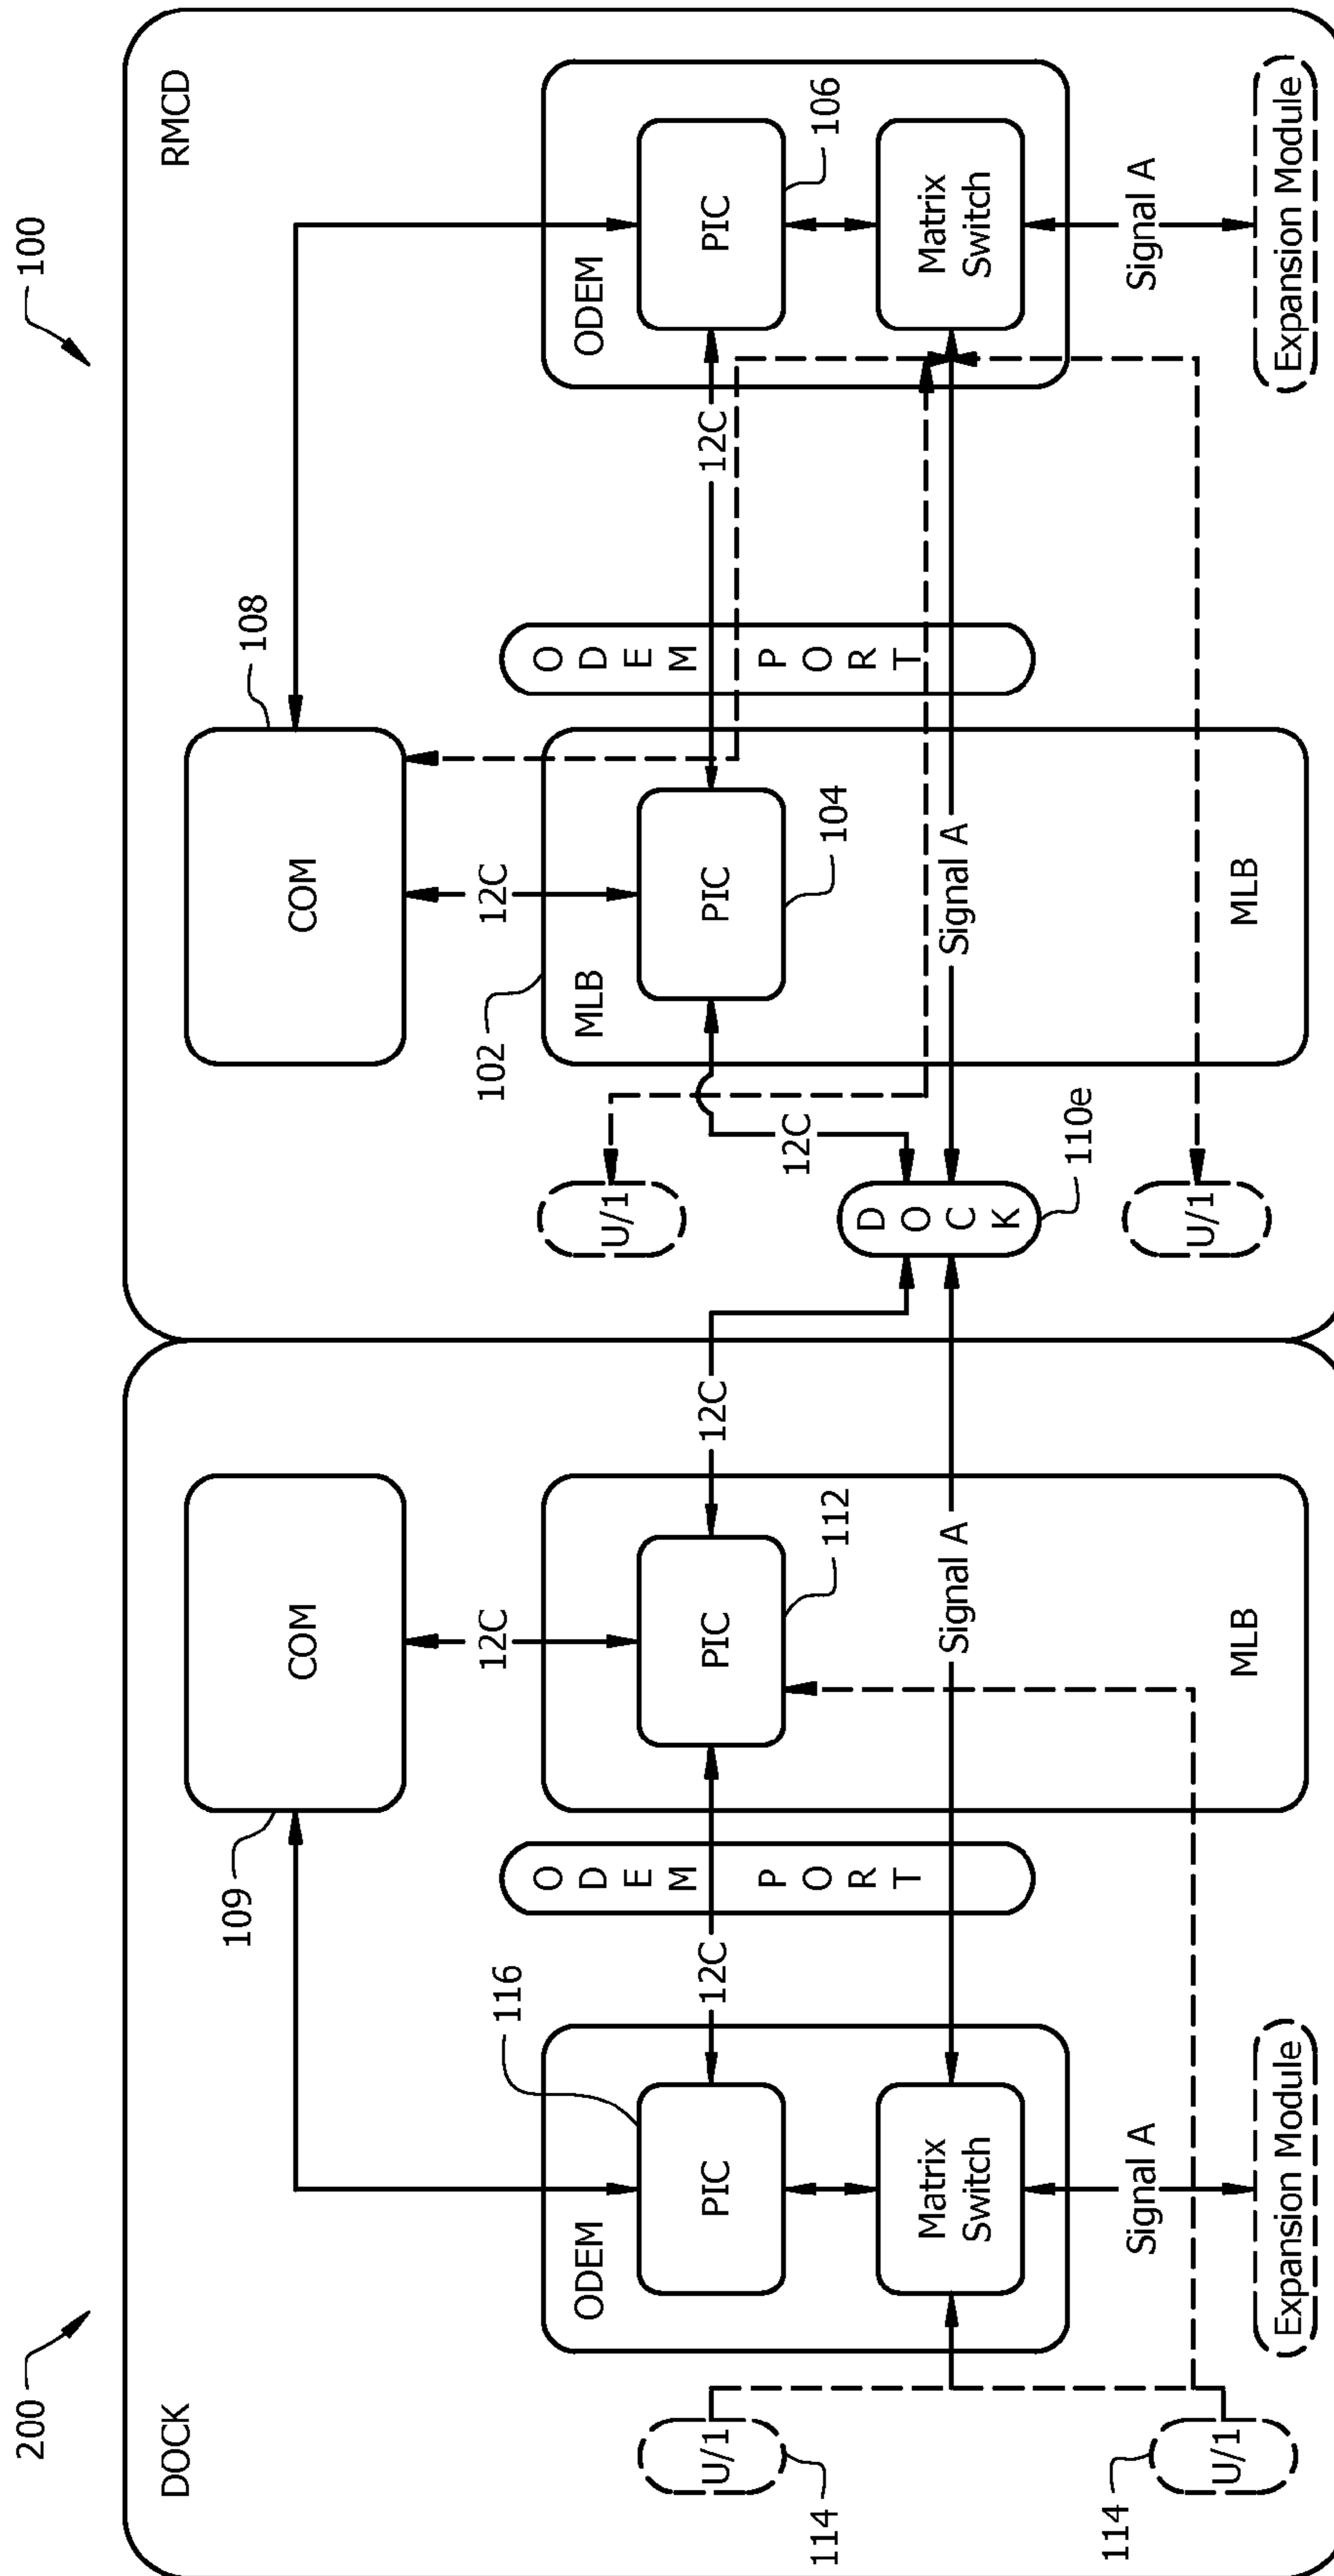 200
100
DOCK
RMCD
109
COM
108
COM
12C
12C
ODEM
116
PIC
12C
ODEM PORT
PIC
112
12C
MLB
U/1
102
MLB
PIC
104
12C
12C
ODEM PORT
ODEM
PIC
106
Matrix
Switch
Signal A
DOCK
110e
Signal A
Matrix
Switch
U/1
114
U/1
114
Signal A
Expansion Module
MLB
U/1
Signal A
Expansion Module